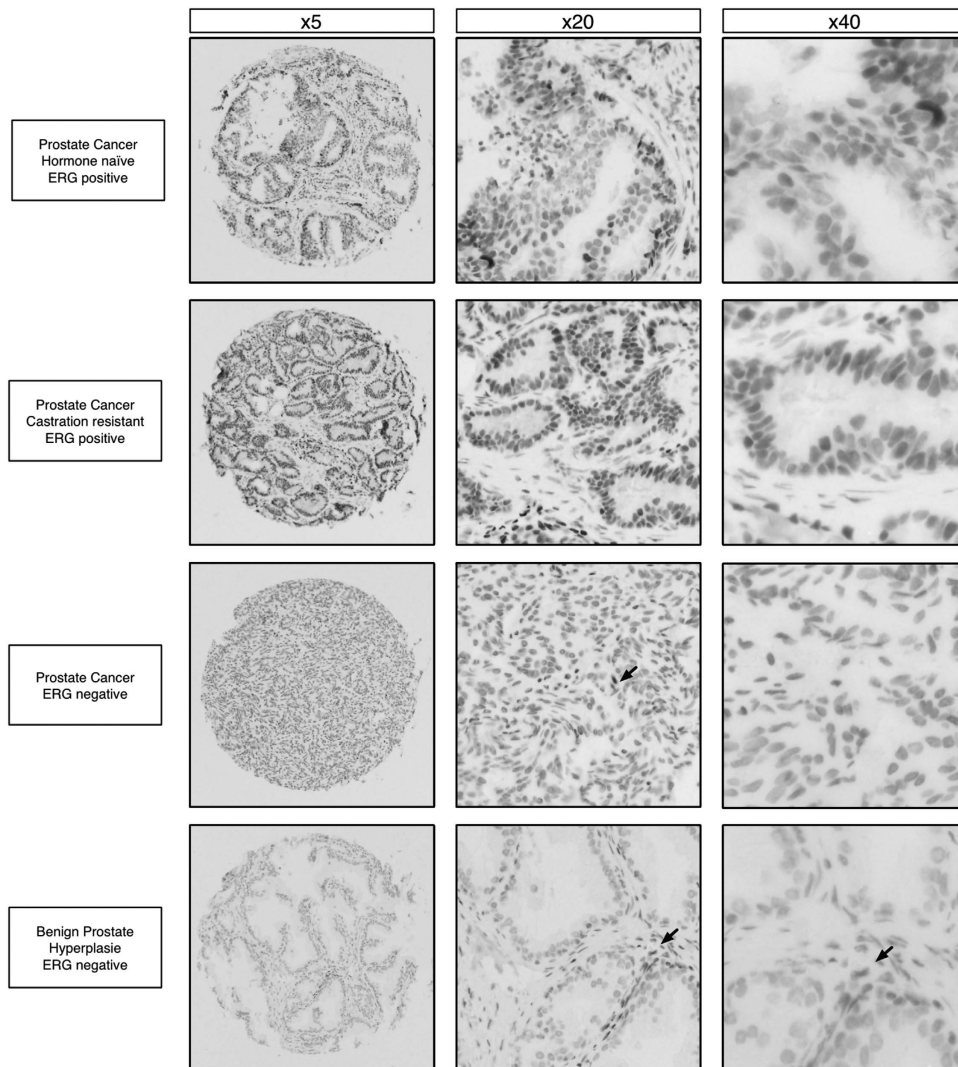 x5
x20
x40
Prostate Cancer
Hormone naïve
ERG positive
Prostate Cancer
Castration resistant
ERG positive
Prostate Cancer
ERG negative
Benign Prostate
Hyperplasie
ERG negative